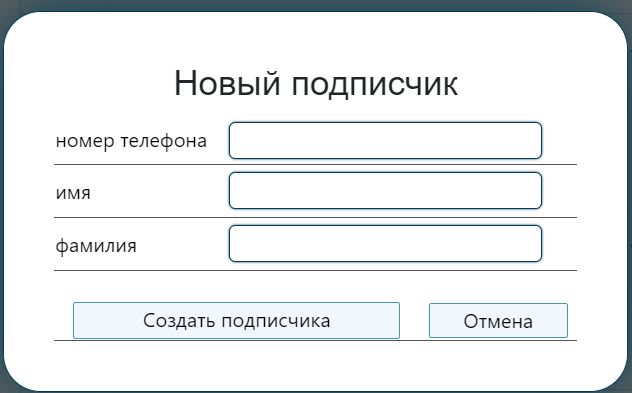 Новый подписчик
номер телефона
имя
фамилия
Создать подписчика Отмена